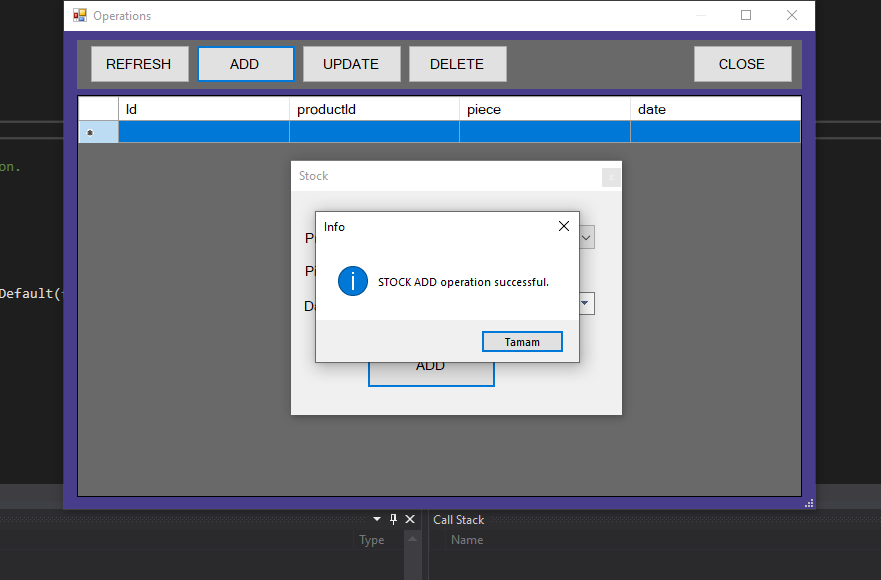 Operations
REFRESH ADD UPDATE DELETE CLOSE
Id productId piece date
on.
Stock
Info
STOCK ADD operation successful.
Default(
Tamam
ADD
Call Stack
Type Name